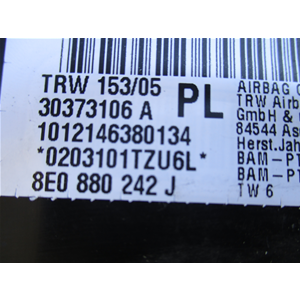 TRW 153/05
30373106 A
PL
1012146380134
*0203101TZU6L*
8E0 880 242 J
AIRBAG
TRW Airb
GmbH &
84544 As
Herst.Jah
BAM-PT
BAM-PT
TW 6